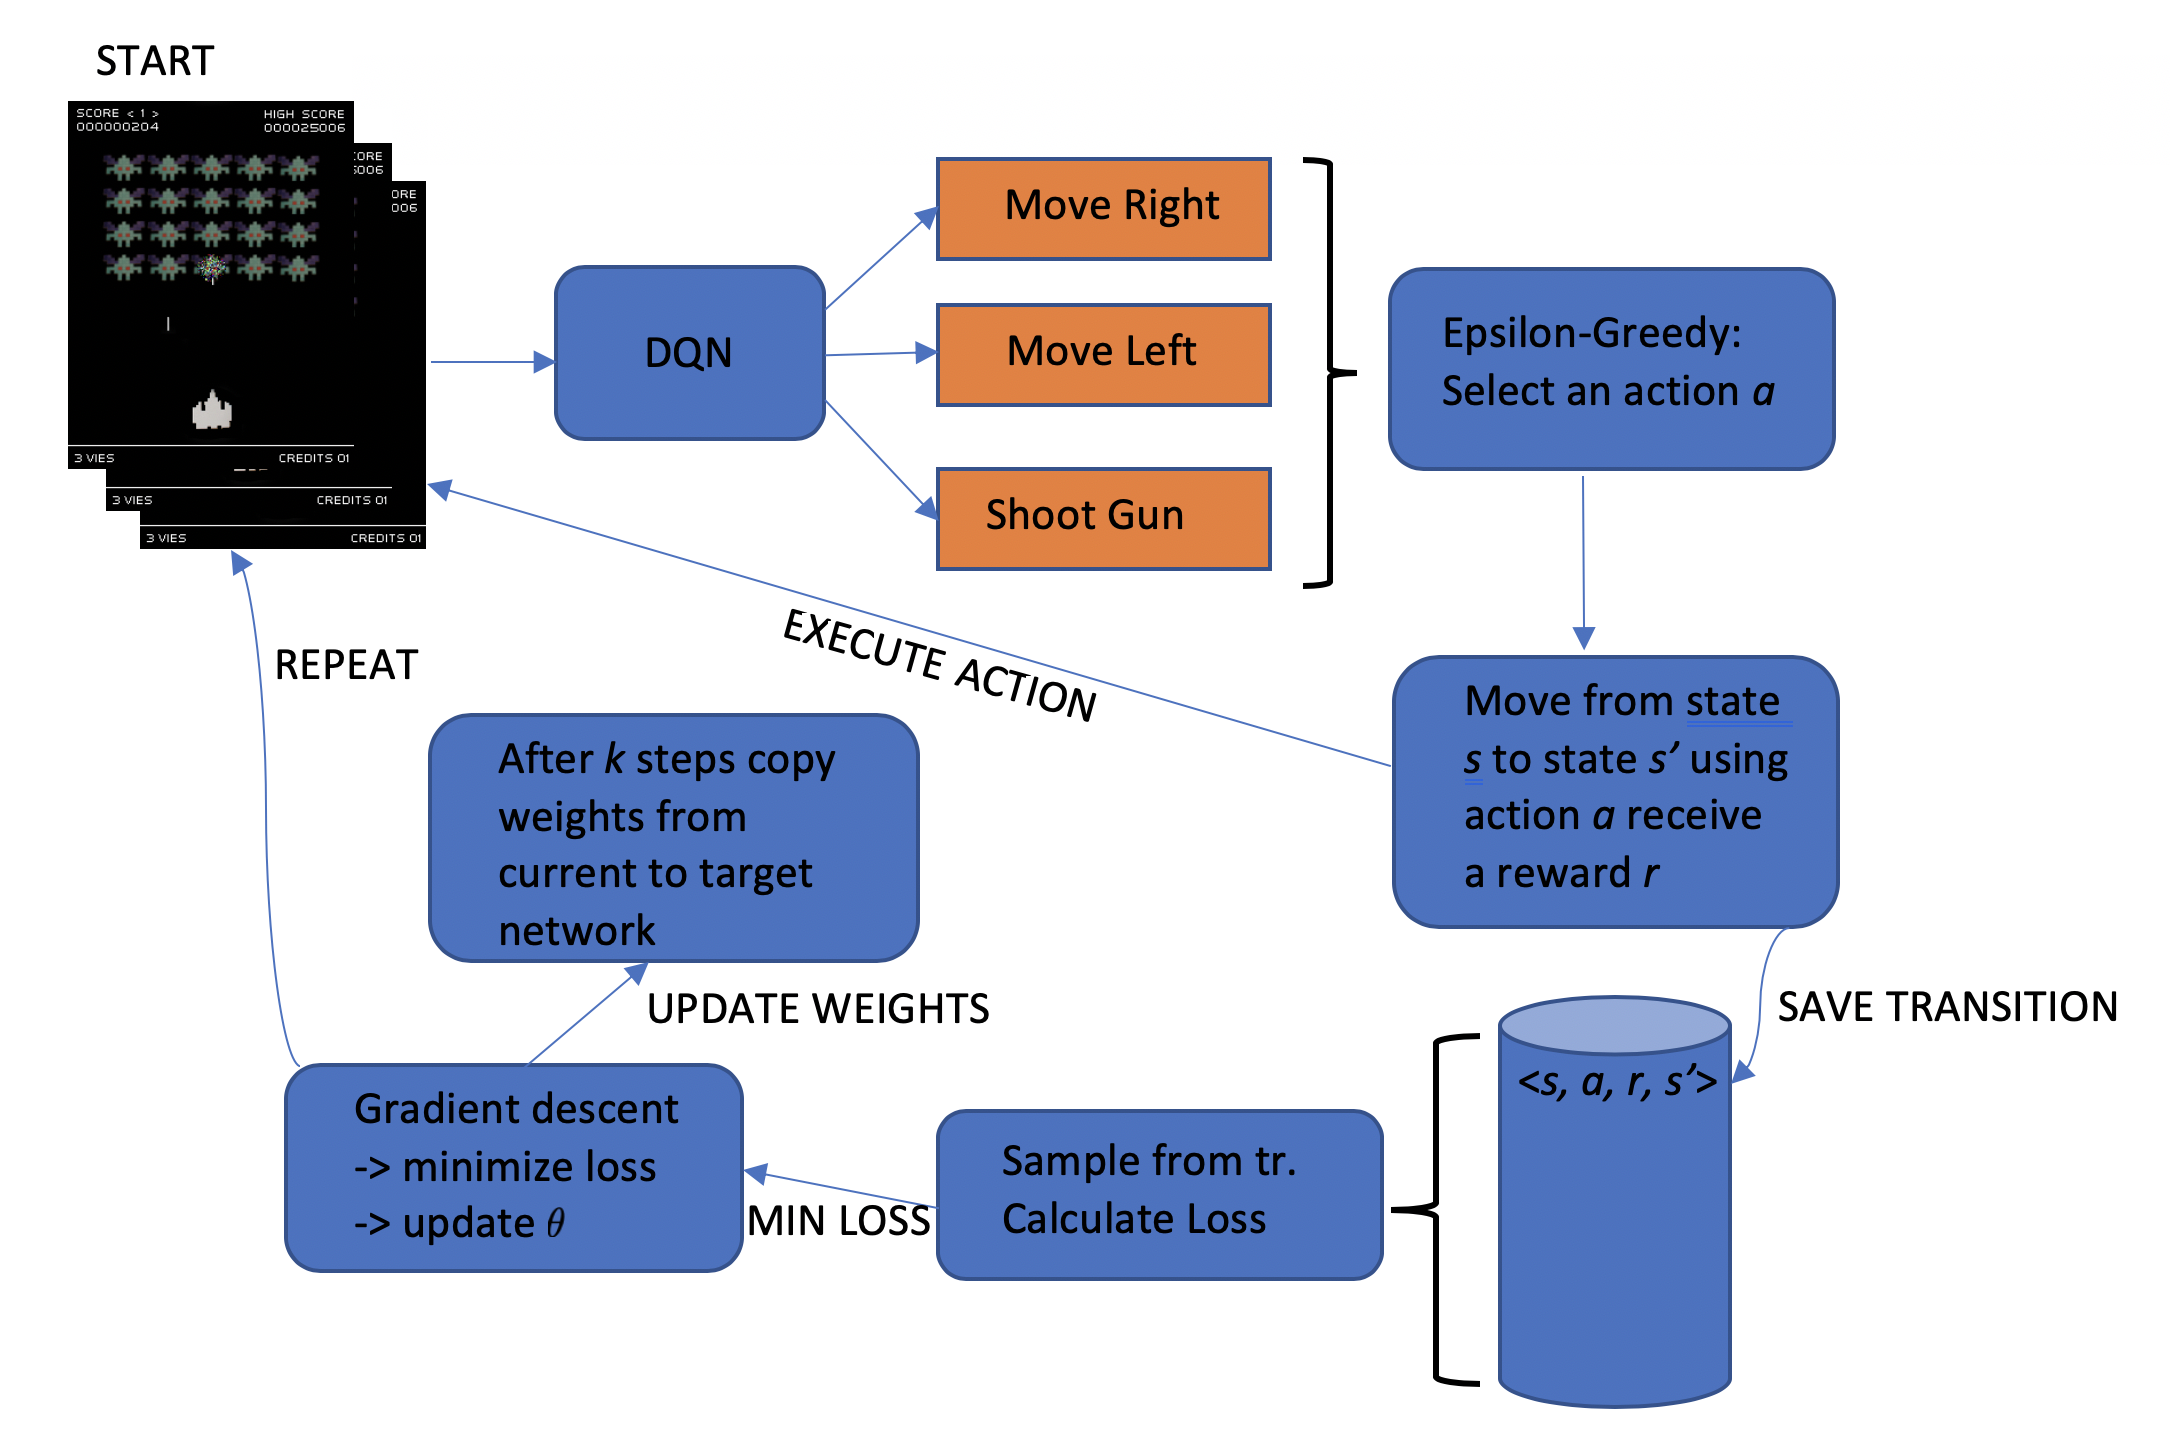 START
SCORE < 1 >
HIGH SCORE
000000204
000025006
CORE
5006
ORE
006
3 VIES
CREDITS 01
3 VIES
CREDITS 01
3 VIES
CREDITS 01
DQN
Move Right
Move Left
Shoot Gun
Epsilon-Greedy:
Select an action a
EXECUTE ACTION
REPEAT
Move from state
s to state s’ using
action a receive
a reward r
After k steps copy
weights from
current to target
network
UPDATE WEIGHTS
SAVE TRANSITION
<s, a, r, s’>
Gradient descent
-> minimize loss
-> update θ
MIN LOSS
Sample from tr.
Calculate Loss